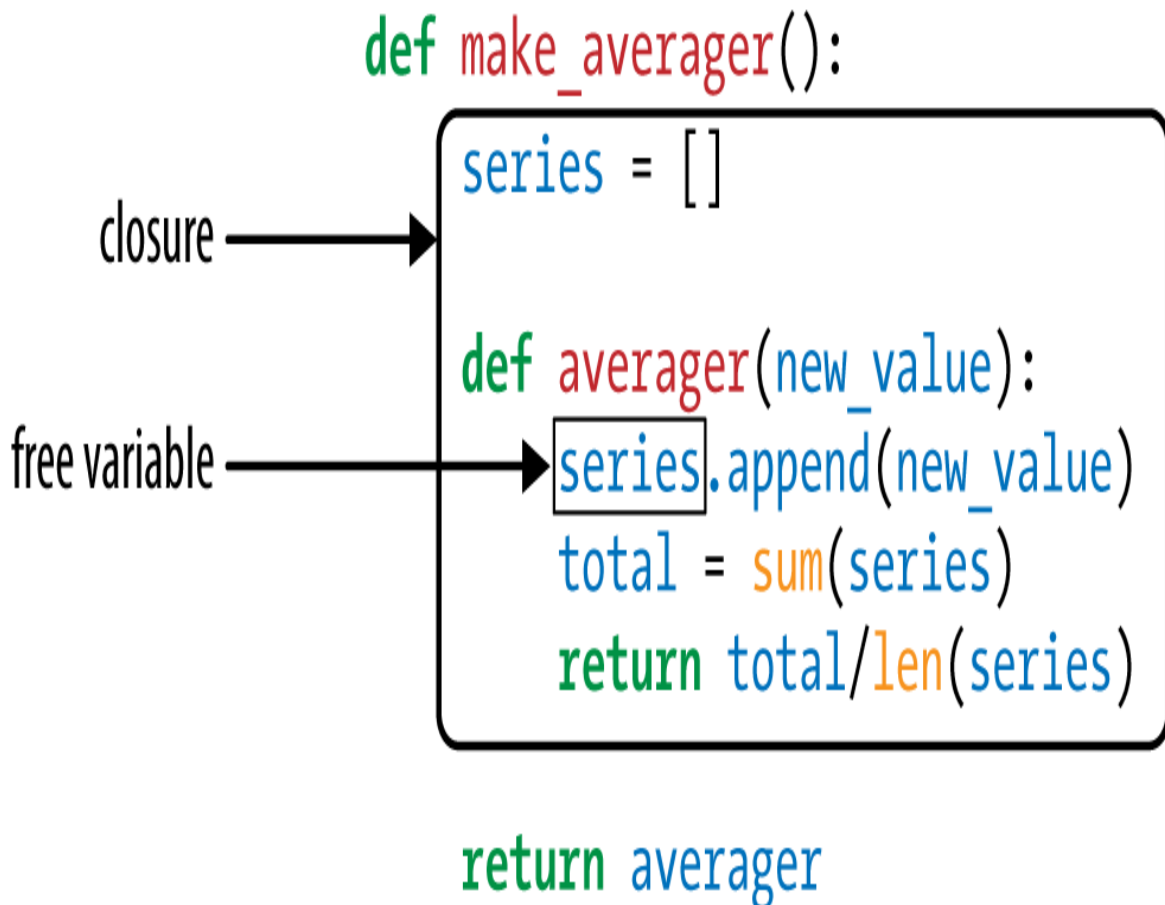 def make_averager():
series = []
closure
def averager(new_value):
free variable
series.append(new_value)
total = sum(series)
return total/len(series)
return averager